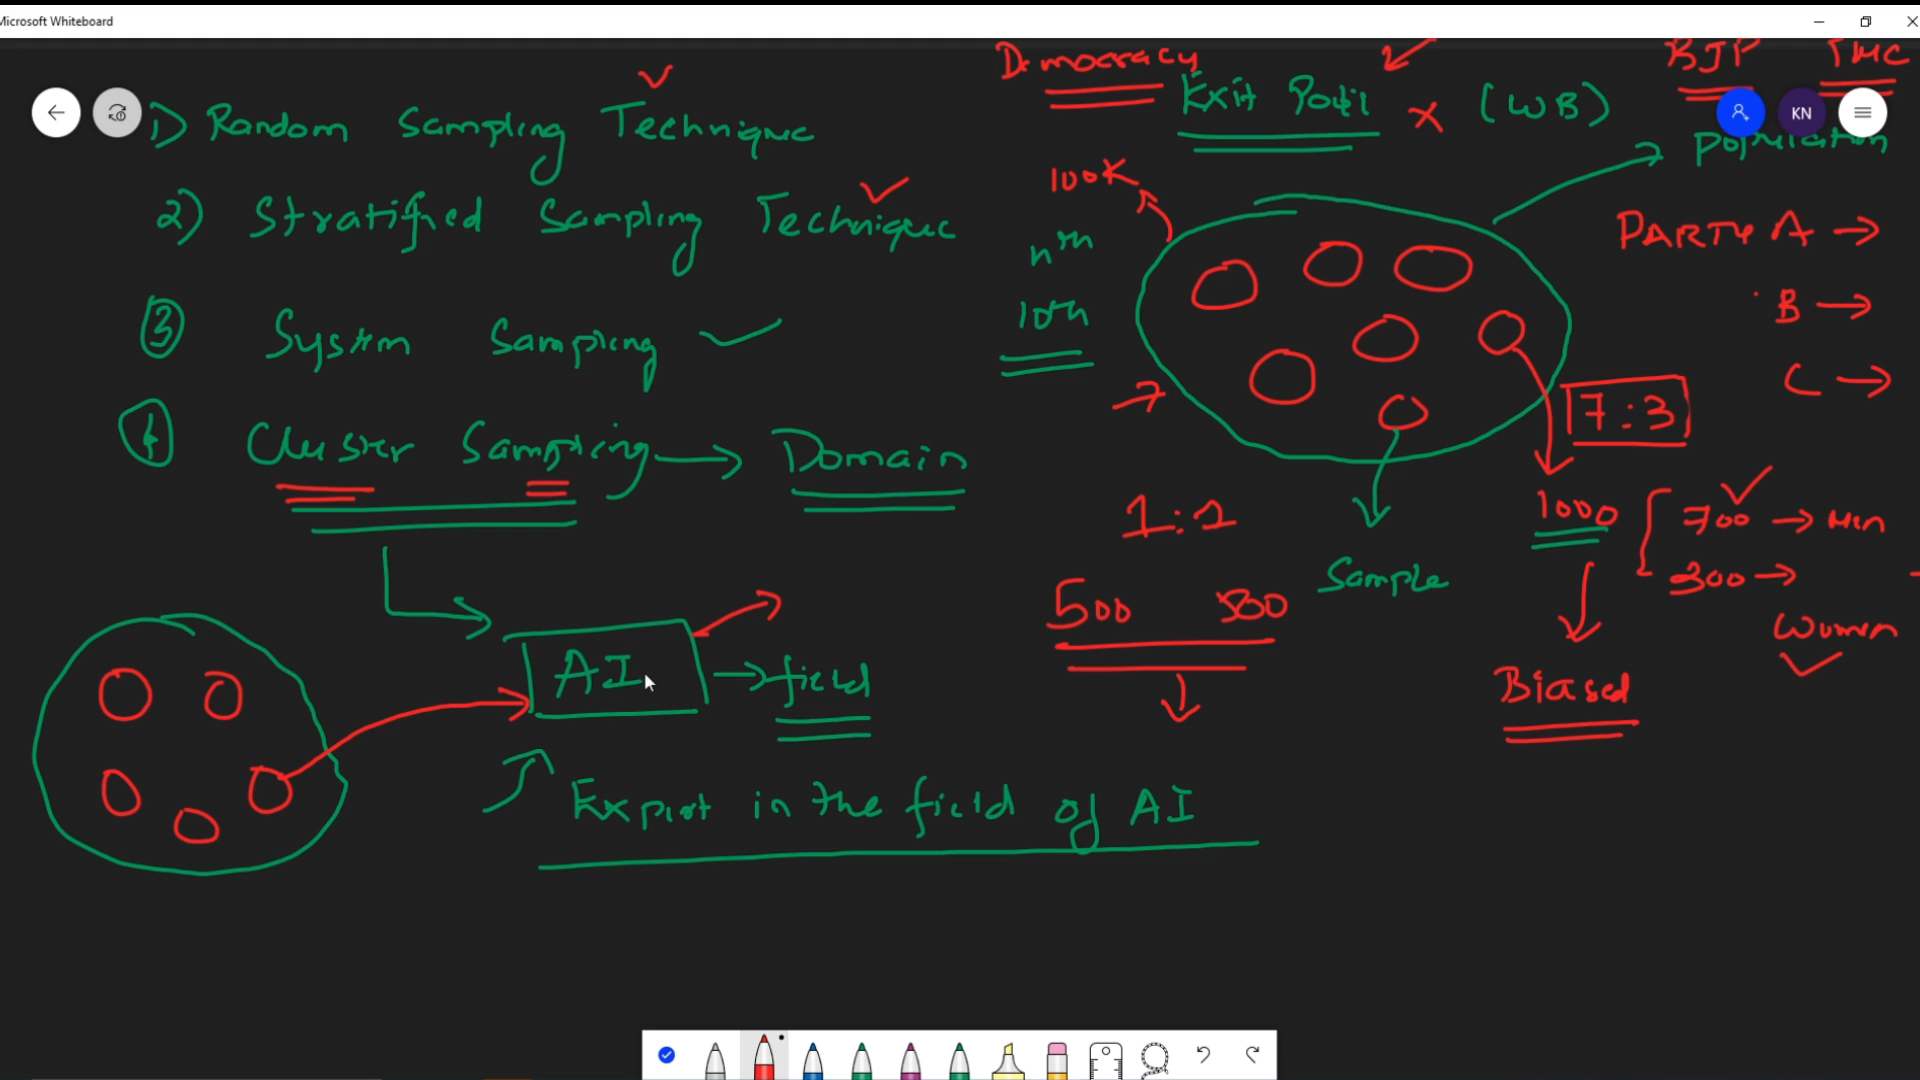 Microsoft Whiteboard
1) Random Sampling Technique
2) Stratified Sampling Technique
3 System Sampling
4 Cluster Sampling → Domain
AI → field
Expert in the field of AI
Democracy
Exit Poll (WB)
BJP TMC
KN
Population
100K
nth
10th
PARTY A →
B →
C →
7:3
1:1
500 500
Sample
1000
700 → Men
300 →
Women
Biased